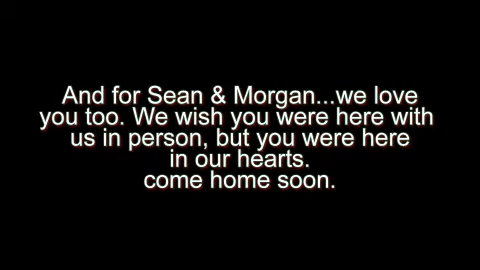 And for Sean & Morgan...we love
you too. We wish you were here with
us in person, but you were here
in our hearts.
come home soon.